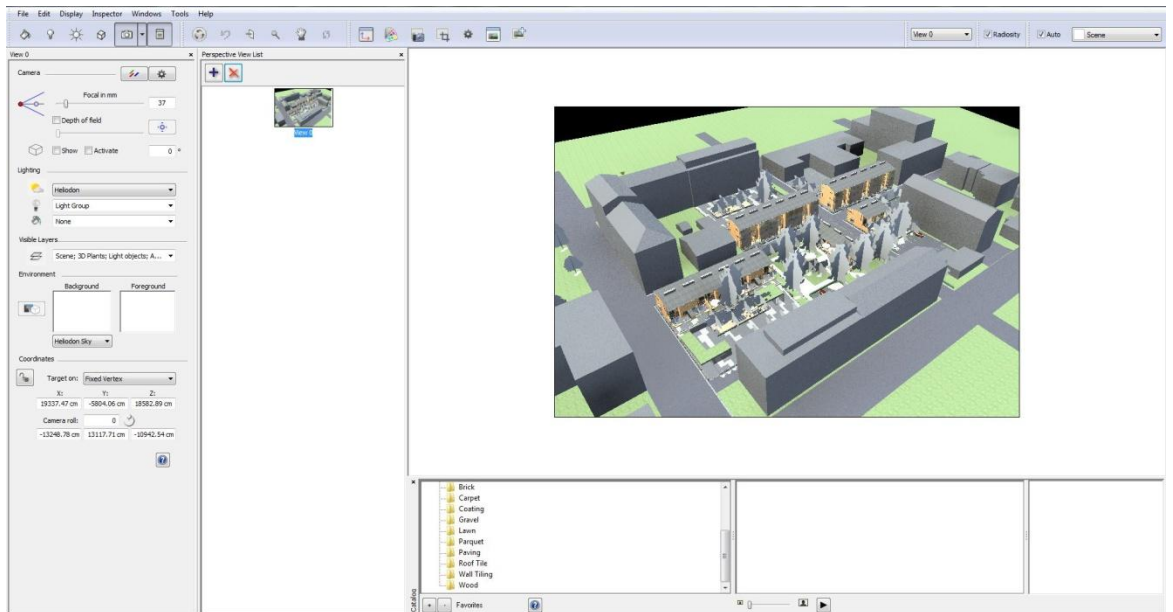 File Edit Display Inspector Windows Tools Help
View 0
Radiosity
Auto
Scene
View 0
Camera
Focal in mm
37
Depth of field
Show
Activate
0 °
Lighting
Heliodon
Light Group
None
Visible Layers
Scene; 3D Plants; Light objects; A...
Environment
Background
Foreground
Heliodon Sky
Coordinates
Target on: Fixed Vertex
X: Y: Z:
19337.47 cm -5804.06 cm 18582.89 cm
Camera roll: 0
-13248.78 cm 13117.71 cm -10942.54 cm
Perspective View List
View 0
Brick
Carpet
Coating
Gravel
Lawn
Parquet
Paving
Roof Tile
Wall Tiling
Wood
Catalog
Favorites